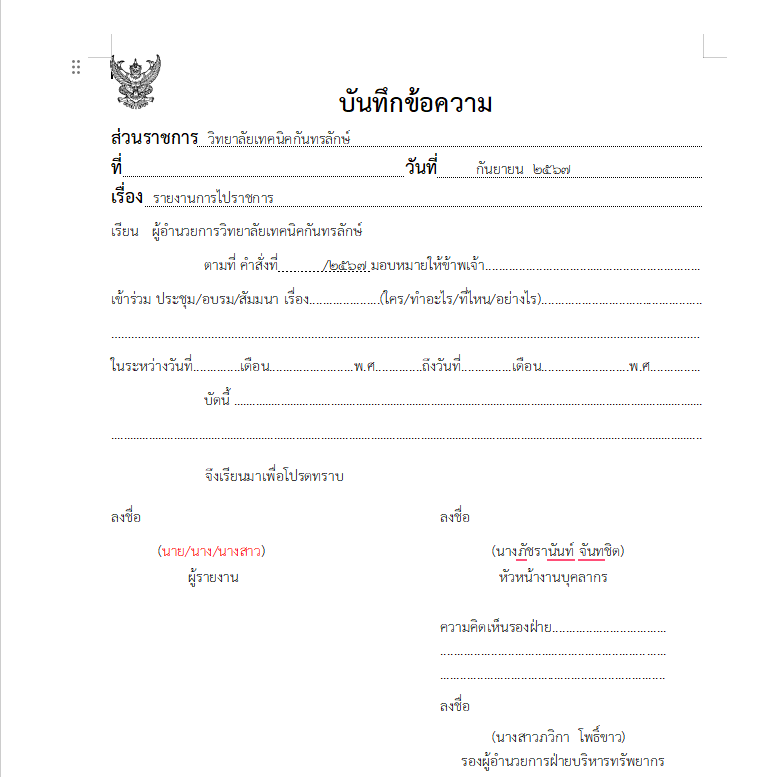 บันทึกข้อความ
ส่วนราชการ วิทยาลัยเทคนิคกันทรลักษ์
ที่ วันที่ กันยายน ๒๕๖๗
เรื่อง รายงานการไปราชการ
เรียน ผู้อำนวยการวิทยาลัยเทคนิคกันทรลักษ์
ตามที่ คำสั่งที่ /๒๕๖๗ มอบหมายให้ข้าพเจ้า......................................................
เข้าร่วม ประชุม/อบรม/สัมมนา เรื่อง....................(ใคร/ทำอะไร/ที่ไหน/อย่างไร)..............................................
....................................................................................................................................................................
ในระหว่างวันที่..............เดือน........................พ.ศ..............ถึงวันที่...............เดือน.........................พ.ศ...............
บัดนี้ .....................................................................................................................................
....................................................................................................................................................................
จึงเรียนมาเพื่อโปรดทราบ
ลงชื่อ ลงชื่อ
(นาย/นาง/นางสาว) (นางภัชรานันท์ จันทชิต)
ผู้รายงาน หัวหน้างานบุคลากร
ความคิดเห็นรองฝ่าย..................................
...................................................................
...................................................................
ลงชื่อ
(นางสาวภวิกา โพธิ์ขาว)
รองผู้อำนวยการฝ่ายบริหารทรัพยากร